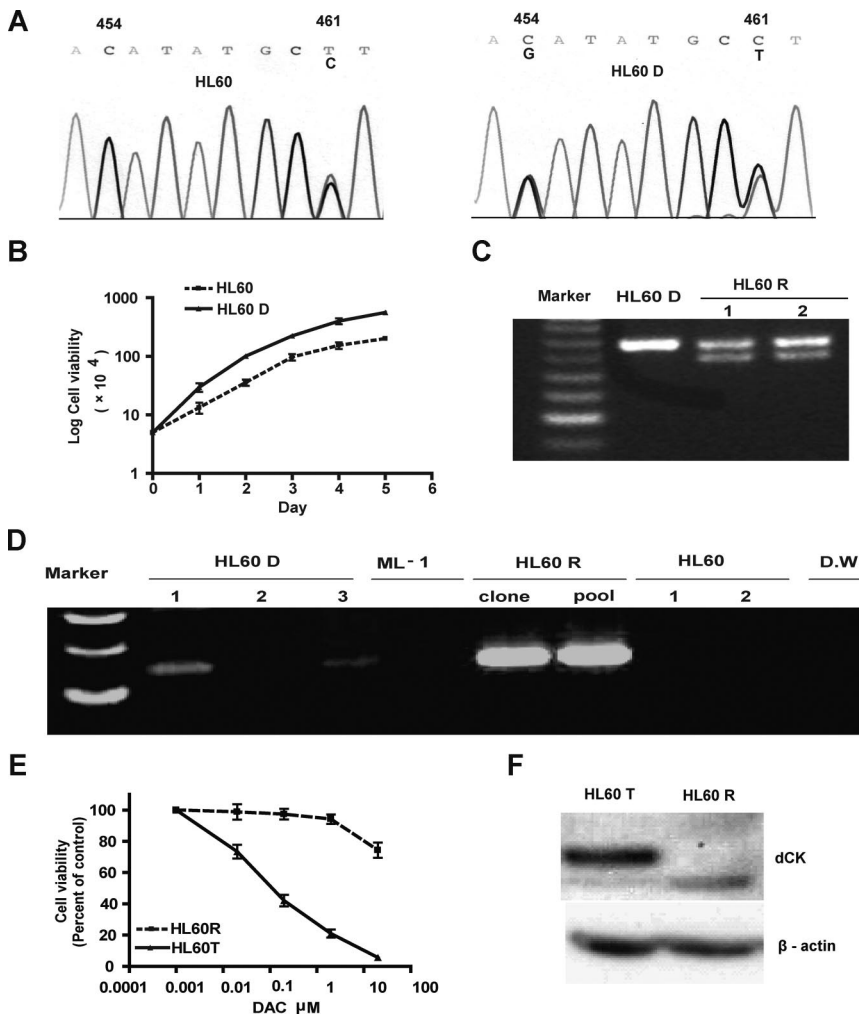 A
454 461
A C A T A T G C T T
C
HL60
454 461
A C A T A T G C C T
G T
HL60 D
B
HL60
HL60 D
1000
100
10
1
Log Cell viability
( × 10 4)
0 1 2 3 4 5 6
Day
C
Marker HL60 D HL60 R
1 2
D
Marker HL60 D ML- 1 HL60 R HL60 D.W
1 2 3 clone pool 1 2
E
100
80
60
40
20
0
Cell viability
(Percent of control)
HL60R
HL60T
0.0001 0.001 0.01 0.1 1 10 100
DAC µM
F
HL60 T HL60 R
dCK
β - actin